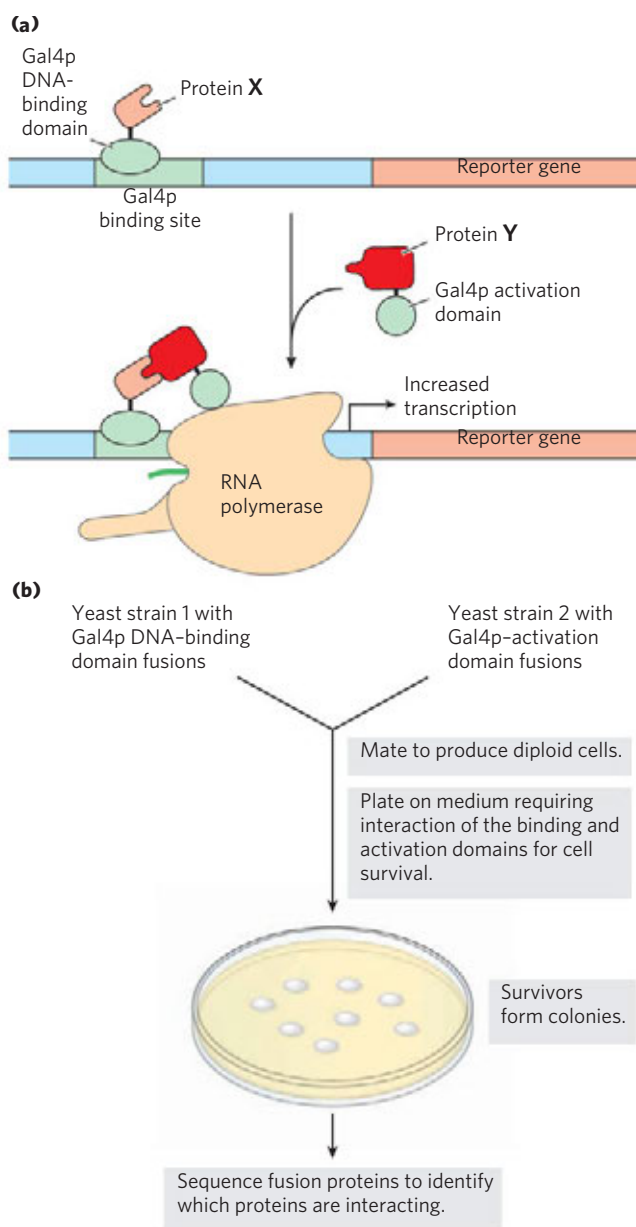 (a)
Gal4p
DNA-
binding
domain
Protein X
Reporter gene
Gal4p
binding site
Protein Y
Gal4p activation
domain
Increased
transcription
Reporter gene
RNA
polymerase
(b)
Yeast strain 1 with
Gal4p DNA–binding
domain fusions
Yeast strain 2 with
Gal4p–activation
domain fusions
Mate to produce diploid cells.
Plate on medium requiring
interaction of the binding and
activation domains for cell
survival.
Survivors
form colonies.
Sequence fusion proteins to identify
which proteins are interacting.